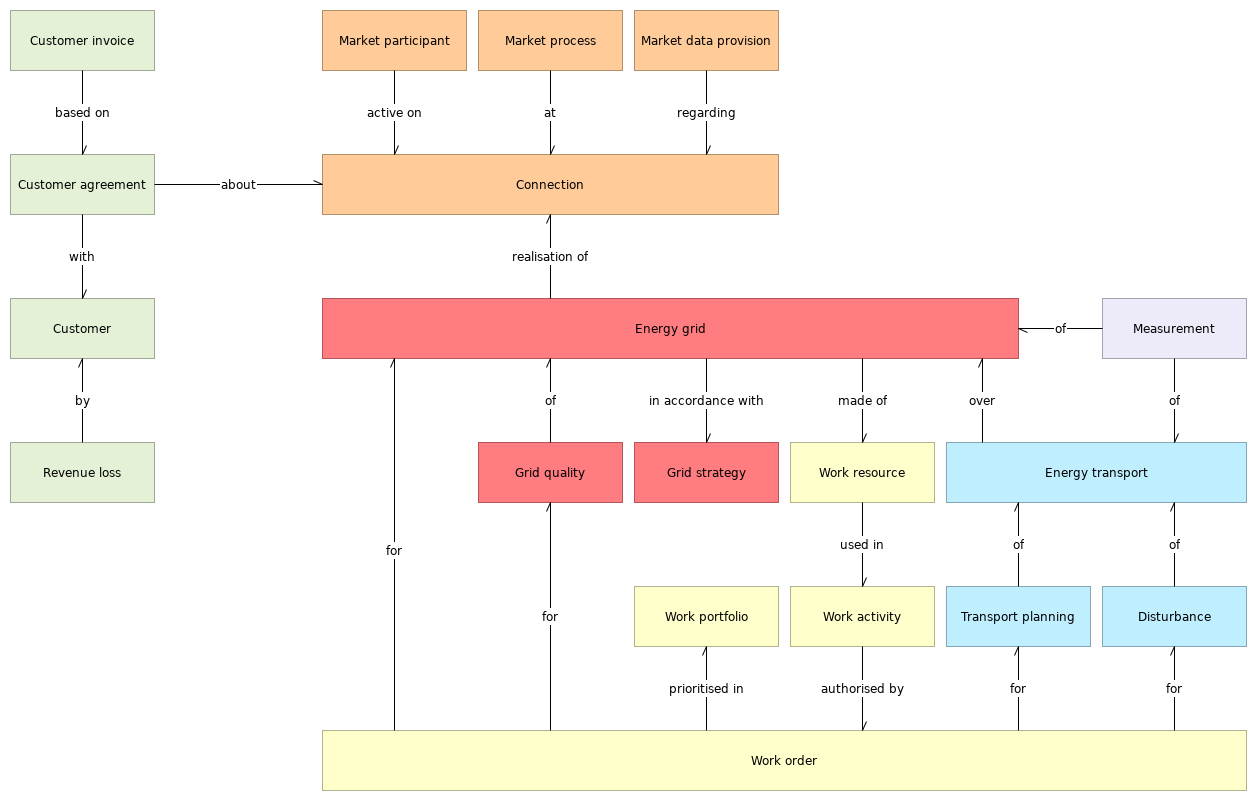 Customer invoice
Market participant
Market process
Market data provision
based on
active on
at
regarding
Customer agreement
about
Connection
with
realisation of
Customer
Energy grid
of
Measurement
by
of
in accordance with
made of
over
of
Revenue loss
Grid quality
Grid strategy
Work resource
Energy transport
for
used in
of
of
for
Work portfolio
Work activity
Transport planning
Disturbance
prioritised in
authorised by
for
for
Work order